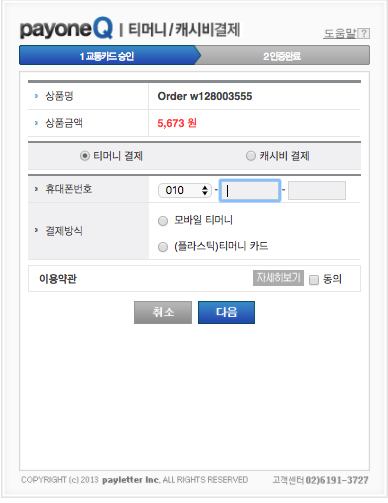 payoneQ | 티머니/캐시비결제
도움말[?]
1 교통카드 승인
2 인증완료
상품명 Order w128003555
상품금액 5,673 원
티머니 결제 캐시비 결제
휴대폰번호 010 - -
결제방식
모바일 티머니
(플라스틱)티머니 카드
이용약관 자세히보기 동의
취소 다음
COPYRIGHT (c) 2013 payletter Inc. ALL RIGHTS RESERVED 고객센터 02)6191-3727